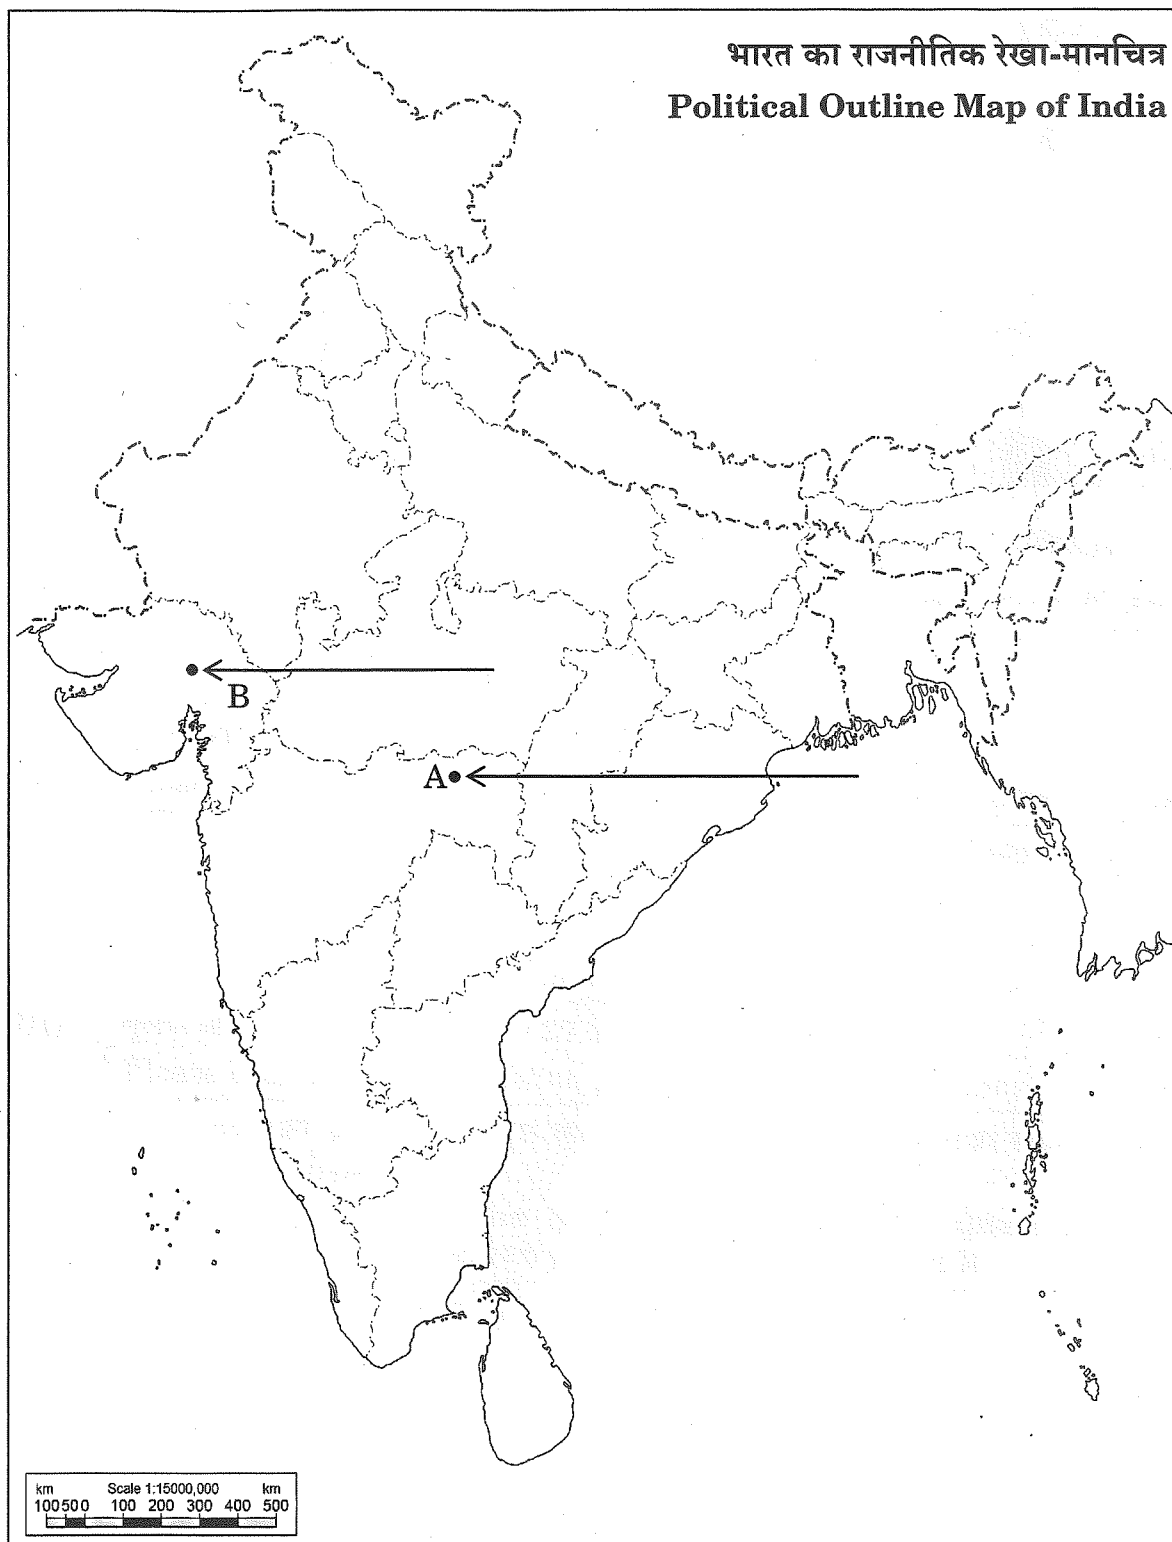 भारत का राजनीतिक रेखा-मानचित्र
Political Outline Map of India
B
A
km Scale 1:15000,000 km
100 50 0 100 200 300 400 500